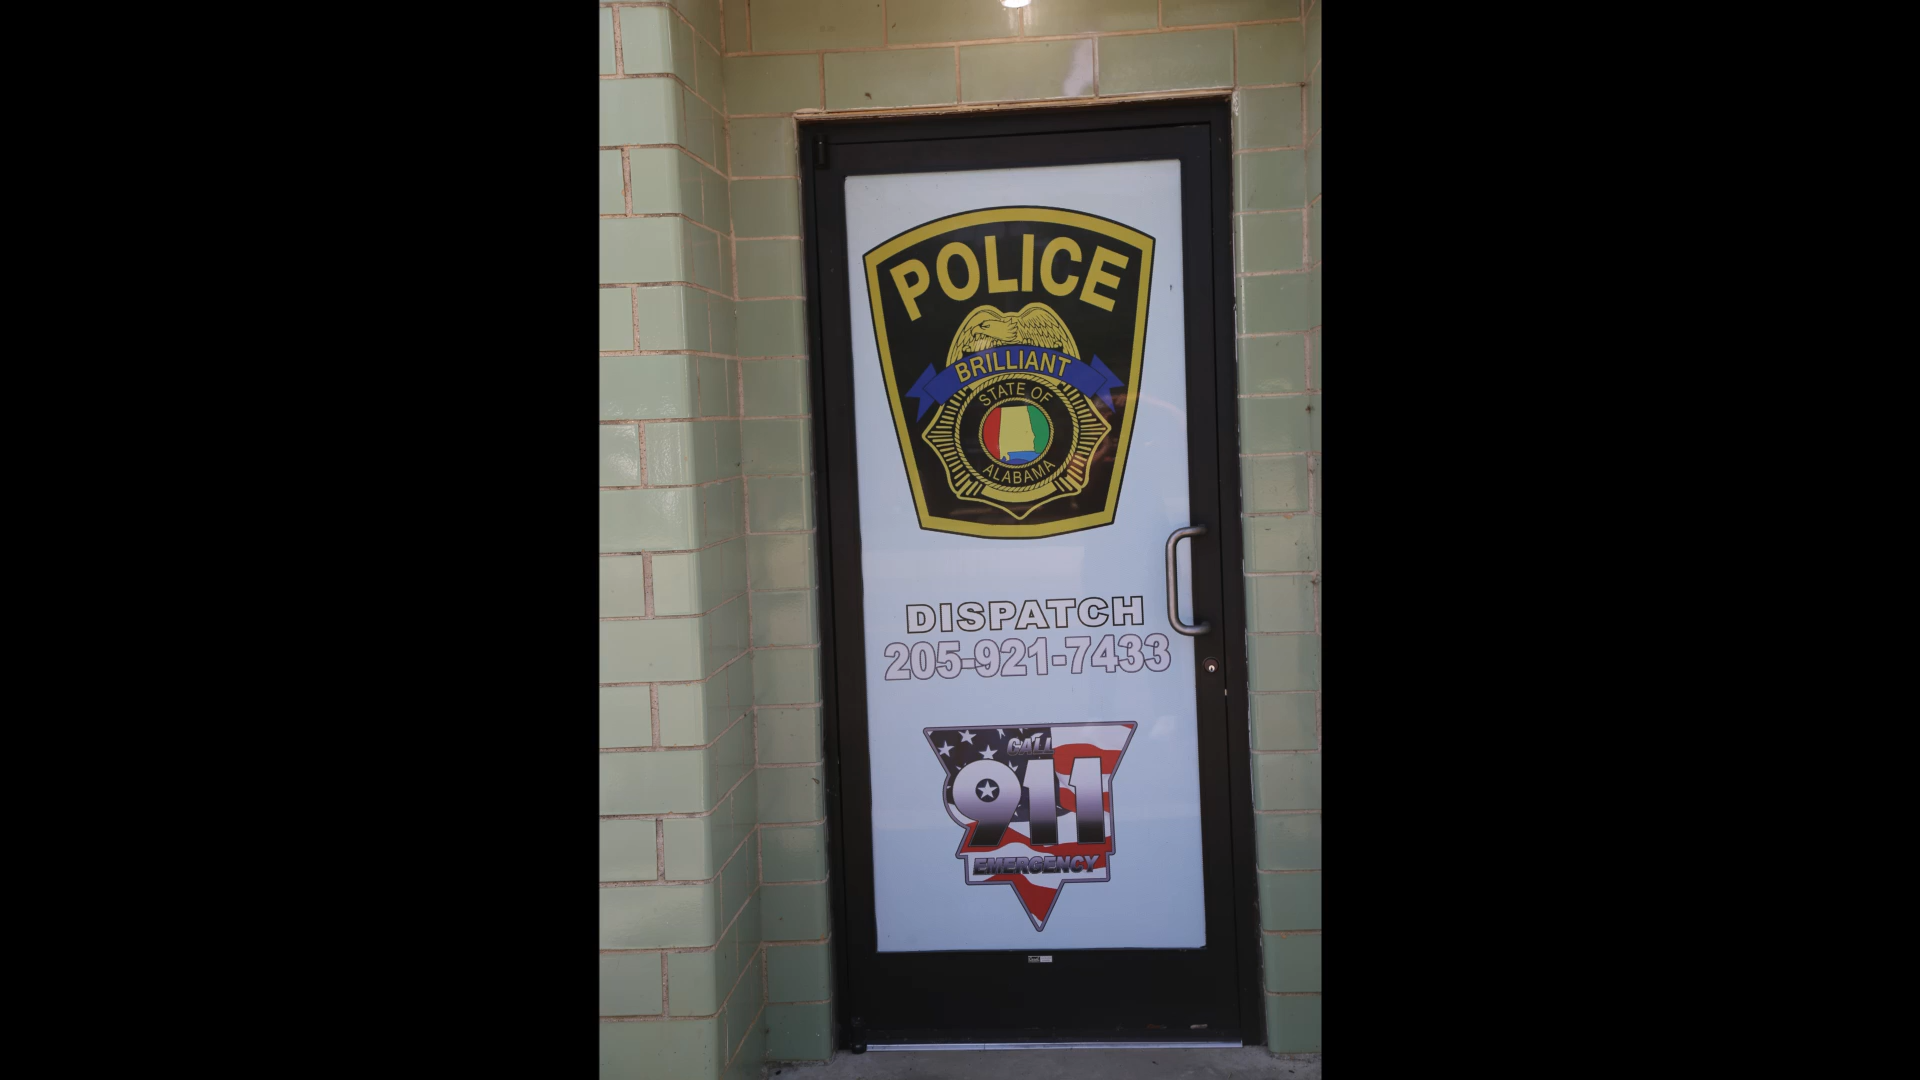 POLICE
BRILLIANT
STATE OF
ALABAMA
DISPATCH
205-921-7433
CALL
911
EMERGENCY